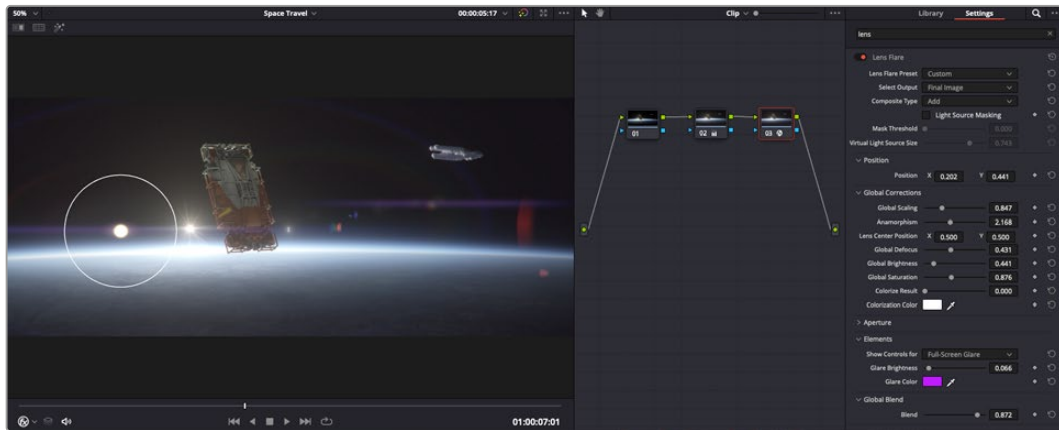 50%
Space Travel
00:00:05:17
Clip
Library Settings
lens
Lens Flare
Lens Flare Preset Custom
Select Output Final Image
Composite Type Add
Light Source Masking
Mask Threshold 0.000
Virtual Light Source Size 0.743
Position
Position X 0.202 Y 0.441
Global Corrections
Global Scaling 0.847
Anamorphism 2.168
Lens Center Position X 0.500 Y 0.500
Global Defocus 0.431
Global Brightness 0.441
Global Saturation 0.876
Colorize Result 0.000
Colorization Color
Aperture
Elements
Show Controls for Full-Screen Glare
Glare Brightness 0.066
Glare Color
Global Blend
Blend 0.872
01
02
03
01:00:07:01